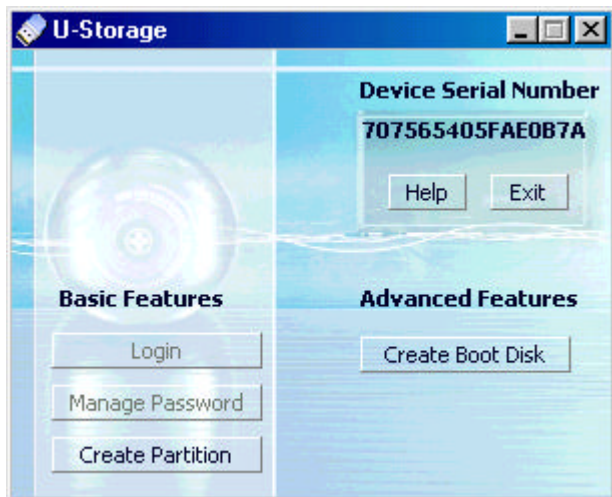 U-Storage
Device Serial Number
707565405FAE0B7A
Help
Exit
Basic Features
Advanced Features
Login
Create Boot Disk
Manage Password
Create Partition